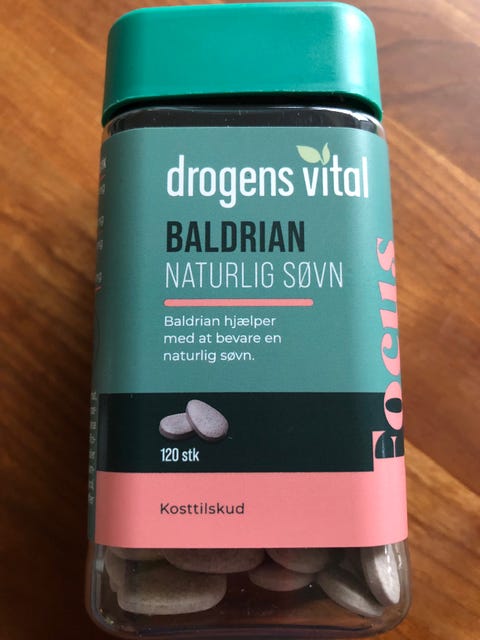 drogens vital
BALDRIAN
NATURLIG SØVN
Baldrian hjælper
med at bevare en
naturlig søvn.
Focus
120 stk
Kosttilskud